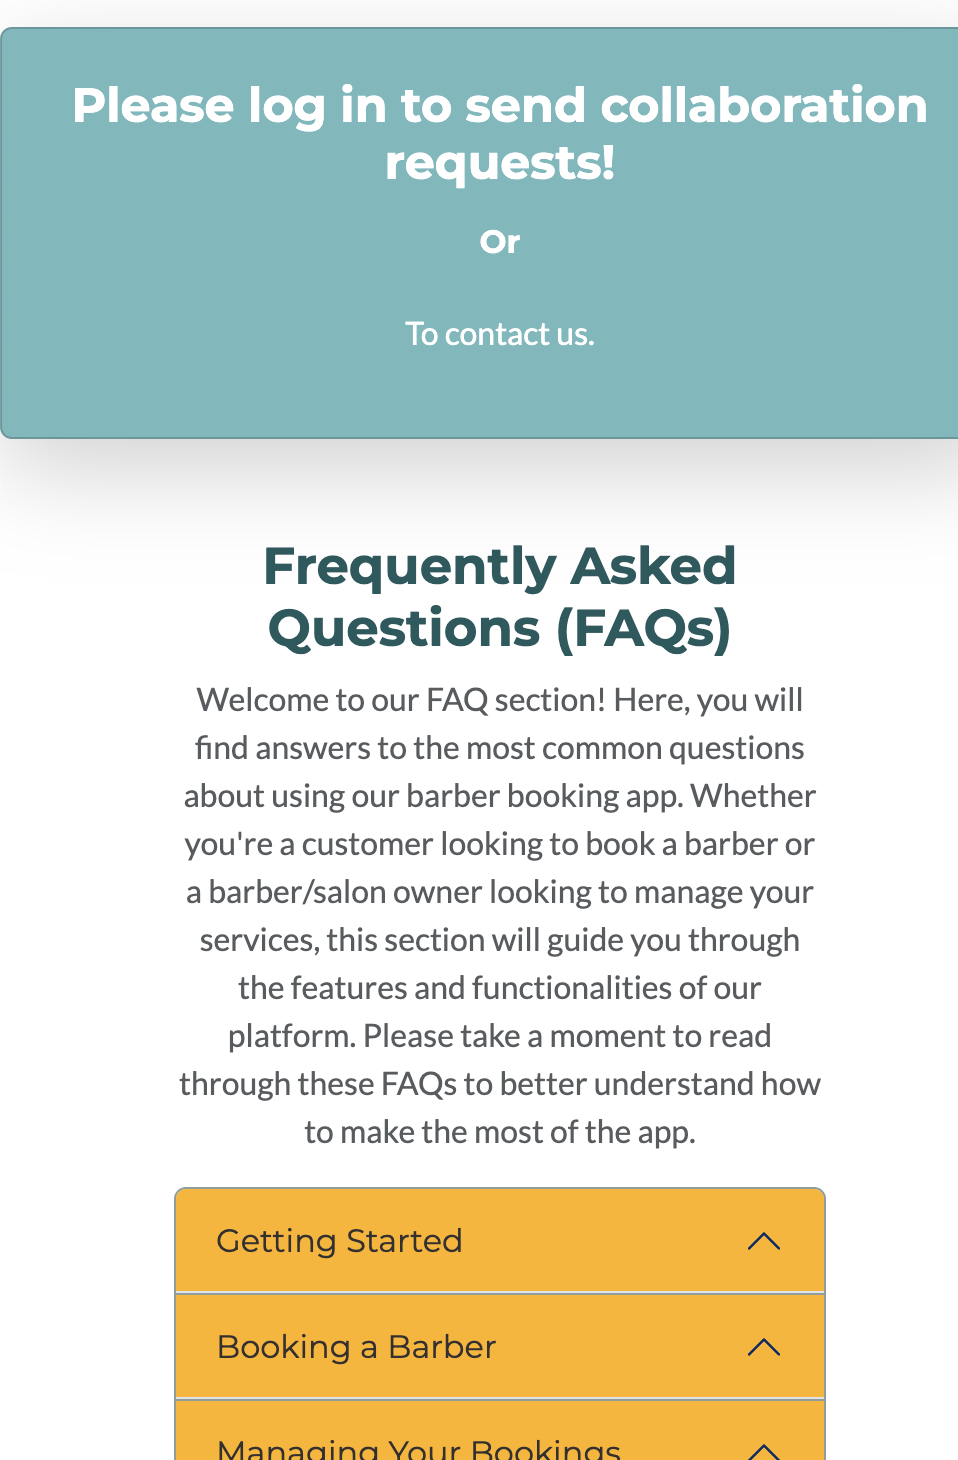 Please log in to send collaboration
requests!
Or
To contact us.
Frequently Asked
Questions (FAQs)
Welcome to our FAQ section! Here, you will
find answers to the most common questions
about using our barber booking app. Whether
you're a customer looking to book a barber or
a barber/salon owner looking to manage your
services, this section will guide you through
the features and functionalities of our
platform. Please take a moment to read
through these FAQs to better understand how
to make the most of the app.
Getting Started
Booking a Barber
Managing Your Bookings